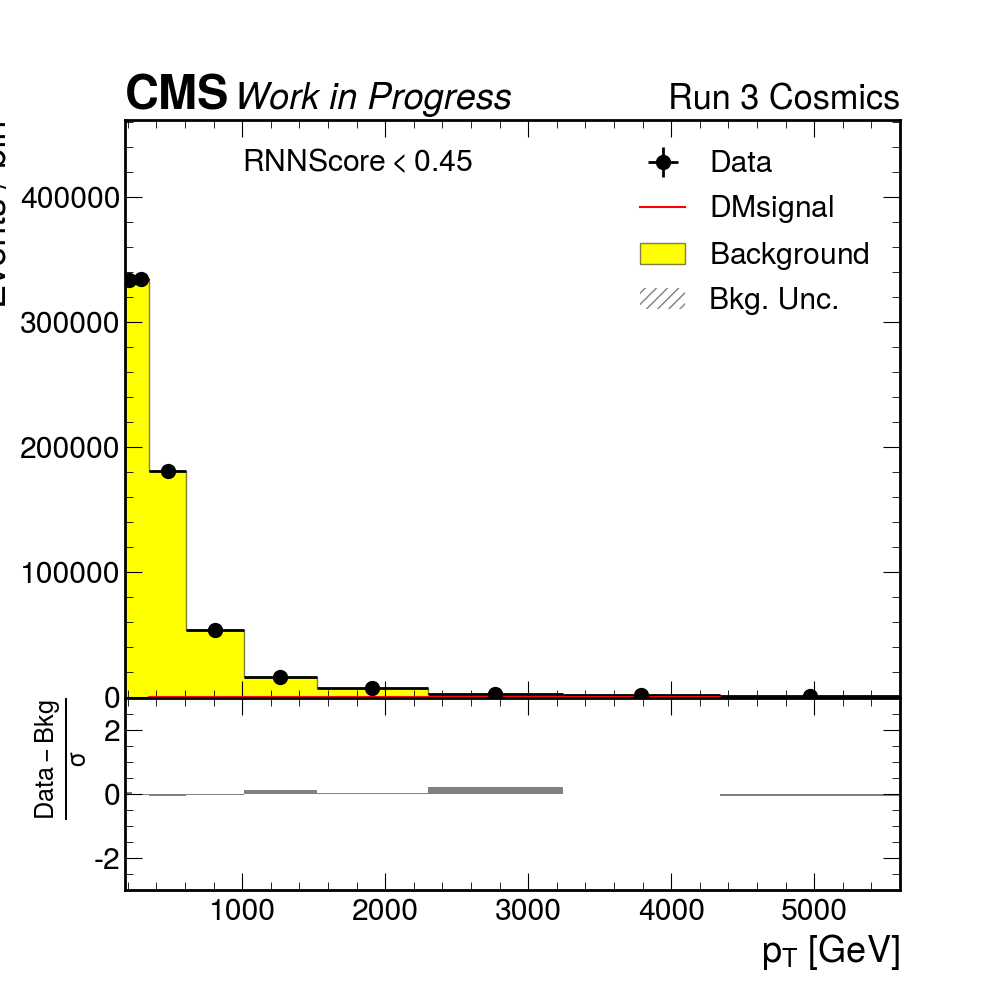 CMS Work in Progress Run 3 Cosmics
RNNScore < 0.45
Data
DMsignal
Background
Bkg. Unc.
400000
300000
200000
100000
0
Data – Bkg
σ
2
0
-2
1000 2000 3000 4000 5000
pT [GeV]